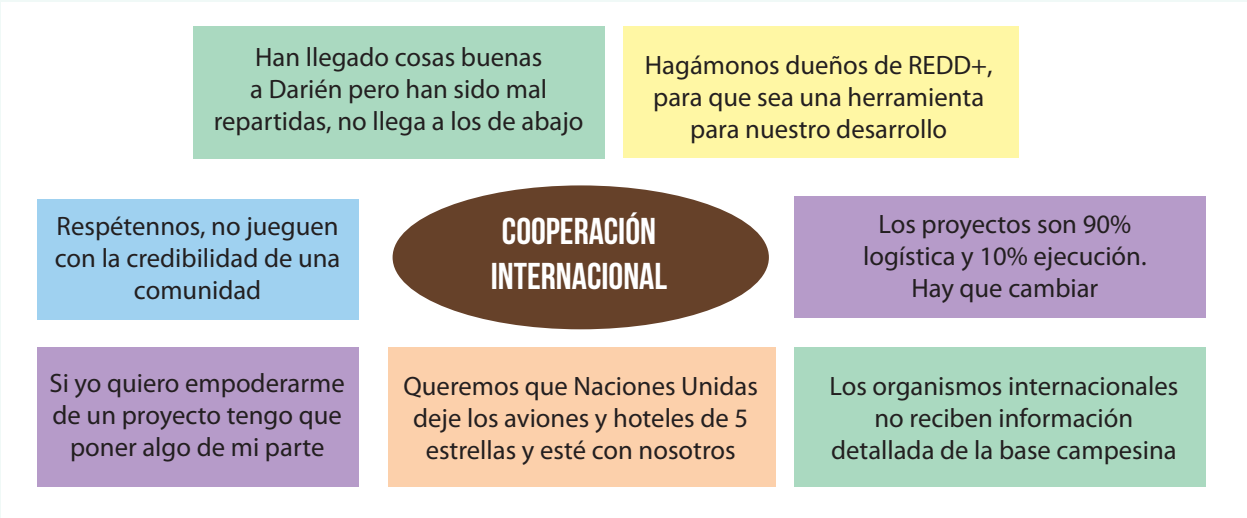 Han llegado cosas buenas
a Darién pero han sido mal
repartidas, no llega a los de abajo
Hagámonos dueños de REDD+,
para que sea una herramienta
para nuestro desarrollo
Respétennos, no jueguen
con la credibilidad de una
comunidad
COOPERACIÓN
INTERNACIONAL
Los proyectos son 90%
logística y 10% ejecución.
Hay que cambiar
Si yo quiero empoderarme
de un proyecto tengo que
poner algo de mi parte
Queremos que Naciones Unidas
deje los aviones y hoteles de 5
estrellas y esté con nosotros
Los organismos internacionales
no reciben información
detallada de la base campesina